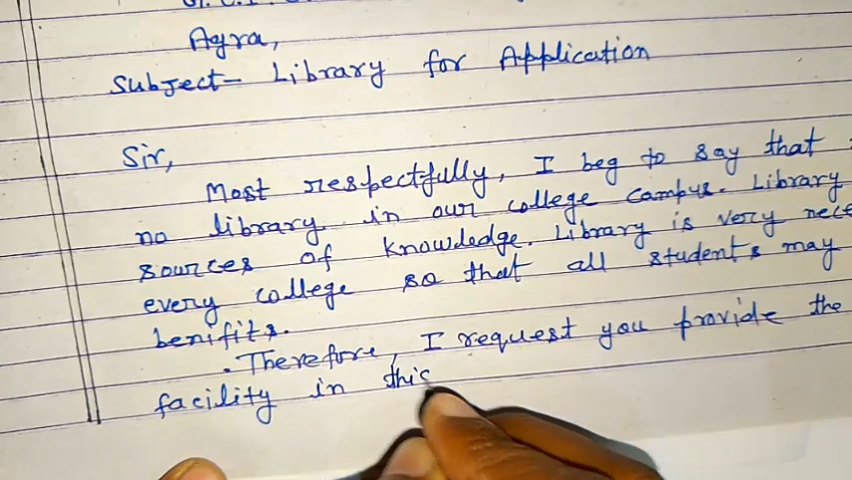 Agra,
Subject- Library for Application
Sir,
Most respectfully, I beg to say that
no library in our college campus. Library
sources of knowledge. Library is very nece
every college so that all students may
benifits.
Therefore, I request you provide the
facility in this